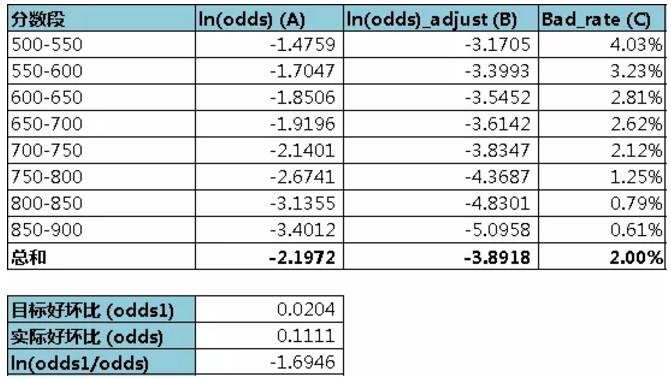 分数段 ln(odds) (A) ln(odds)_adjust (B) Bad_rate (C)
500-550 -1.4759 -3.1705 4.03%
550-600 -1.7047 -3.3993 3.23%
600-650 -1.8506 -3.5452 2.81%
650-700 -1.9196 -3.6142 2.62%
700-750 -2.1401 -3.8347 2.12%
750-800 -2.6741 -4.3687 1.25%
800-850 -3.1355 -4.8301 0.79%
850-900 -3.4012 -5.0958 0.61%
总和 -2.1972 -3.8918 2.00%
目标好坏比 (odds1) 0.0204
实际好坏比 (odds) 0.1111
ln(odds1/odds) -1.6946